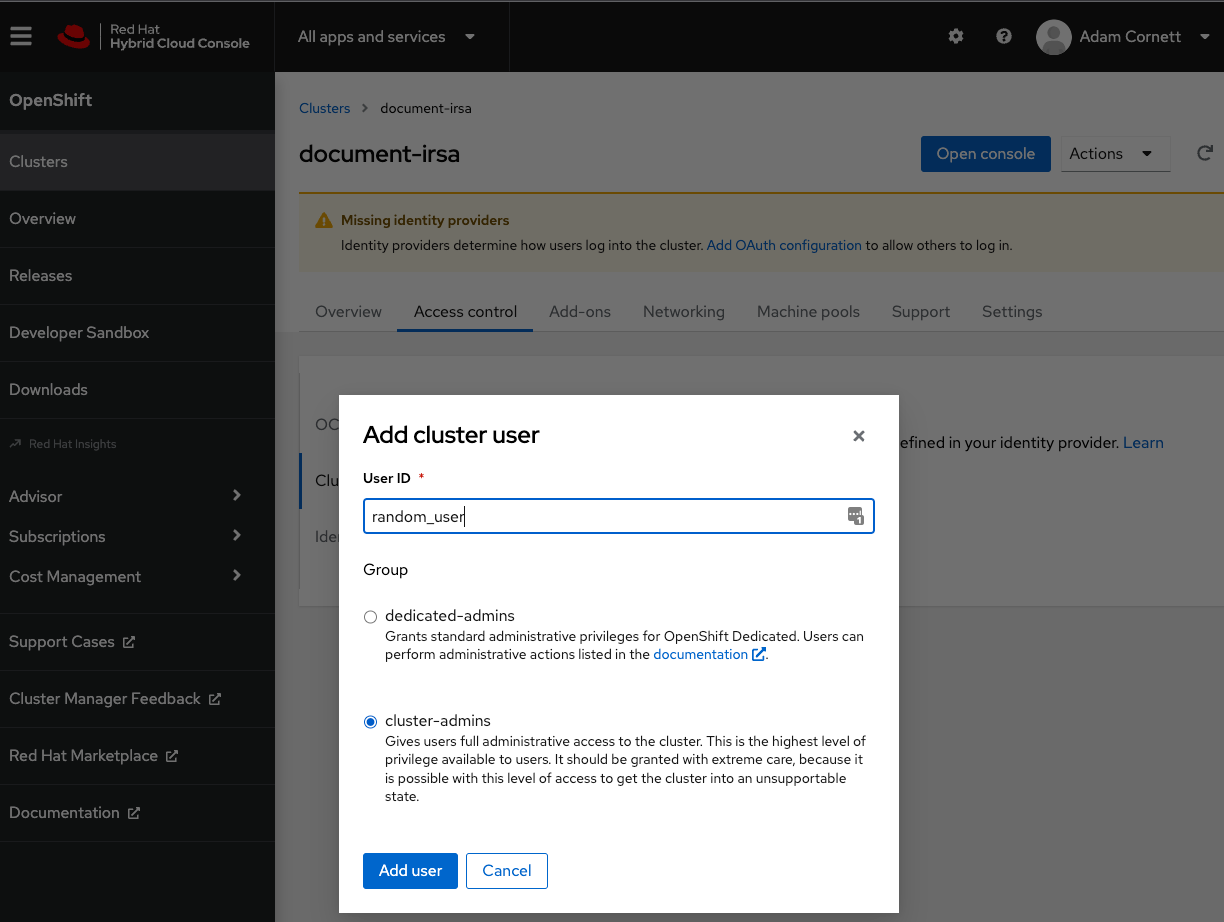 Red Hat
Hybrid Cloud Console
All apps and services
Adam Cornett
OpenShift
Clusters
Overview
Releases
Developer Sandbox
Downloads
Red Hat Insights
Advisor
Subscriptions
Cost Management
Support Cases
Cluster Manager Feedback
Red Hat Marketplace
Documentation
Clusters > document-irsa
document-irsa
Open console
Actions
Missing identity providers
Identity providers determine how users log into the cluster. Add OAuth configuration to allow others to log in.
Overview Access control Add-ons Networking Machine pools Support Settings
efined in your identity provider. Learn
Add cluster user
User ID *
random_user
1
Group
dedicated-admins
Grants standard administrative privileges for OpenShift Dedicated. Users can
perform administrative actions listed in the documentation.
cluster-admins
Gives users full administrative access to the cluster. This is the highest level of
privilege available to users. It should be granted with extreme care, because it
is possible with this level of access to get the cluster into an unsupportable
state.
Add user
Cancel